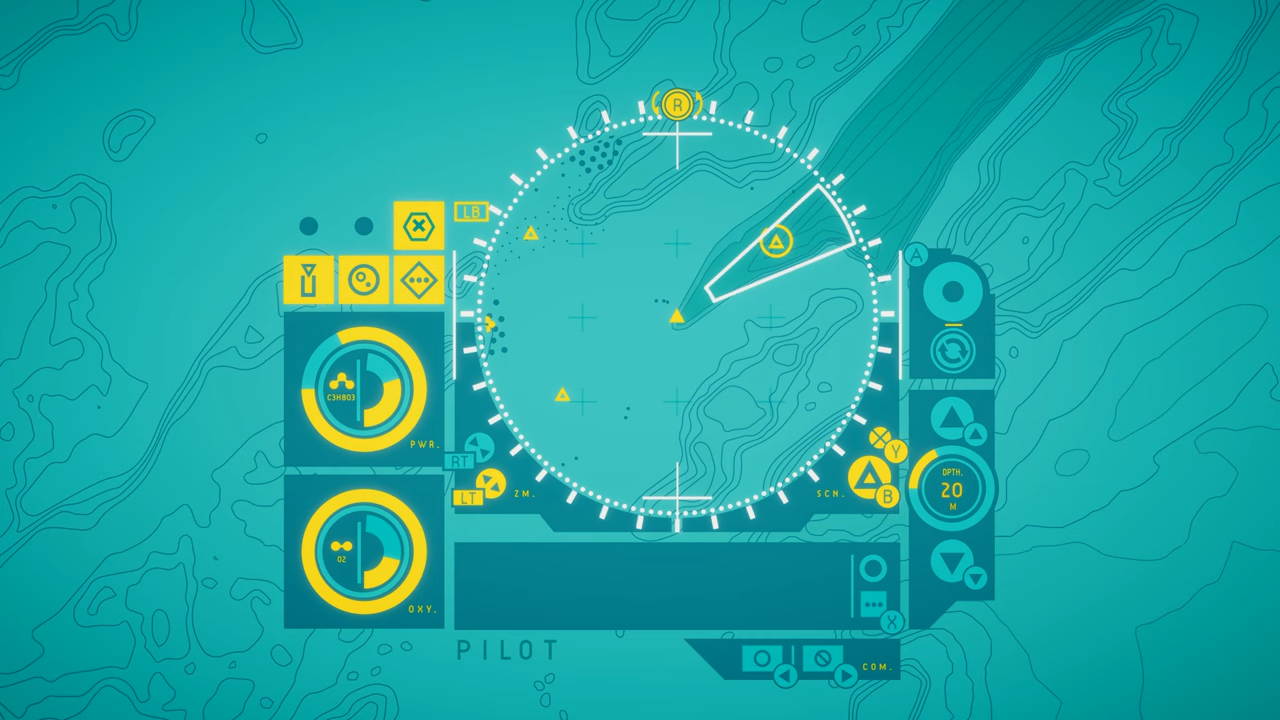 R
LB
A
C3H8O3
PWR.
RT
LT
ZM.
SCN.
Y
B
DPTH.
20
M
O2
OXY.
X
PILOT
COM.